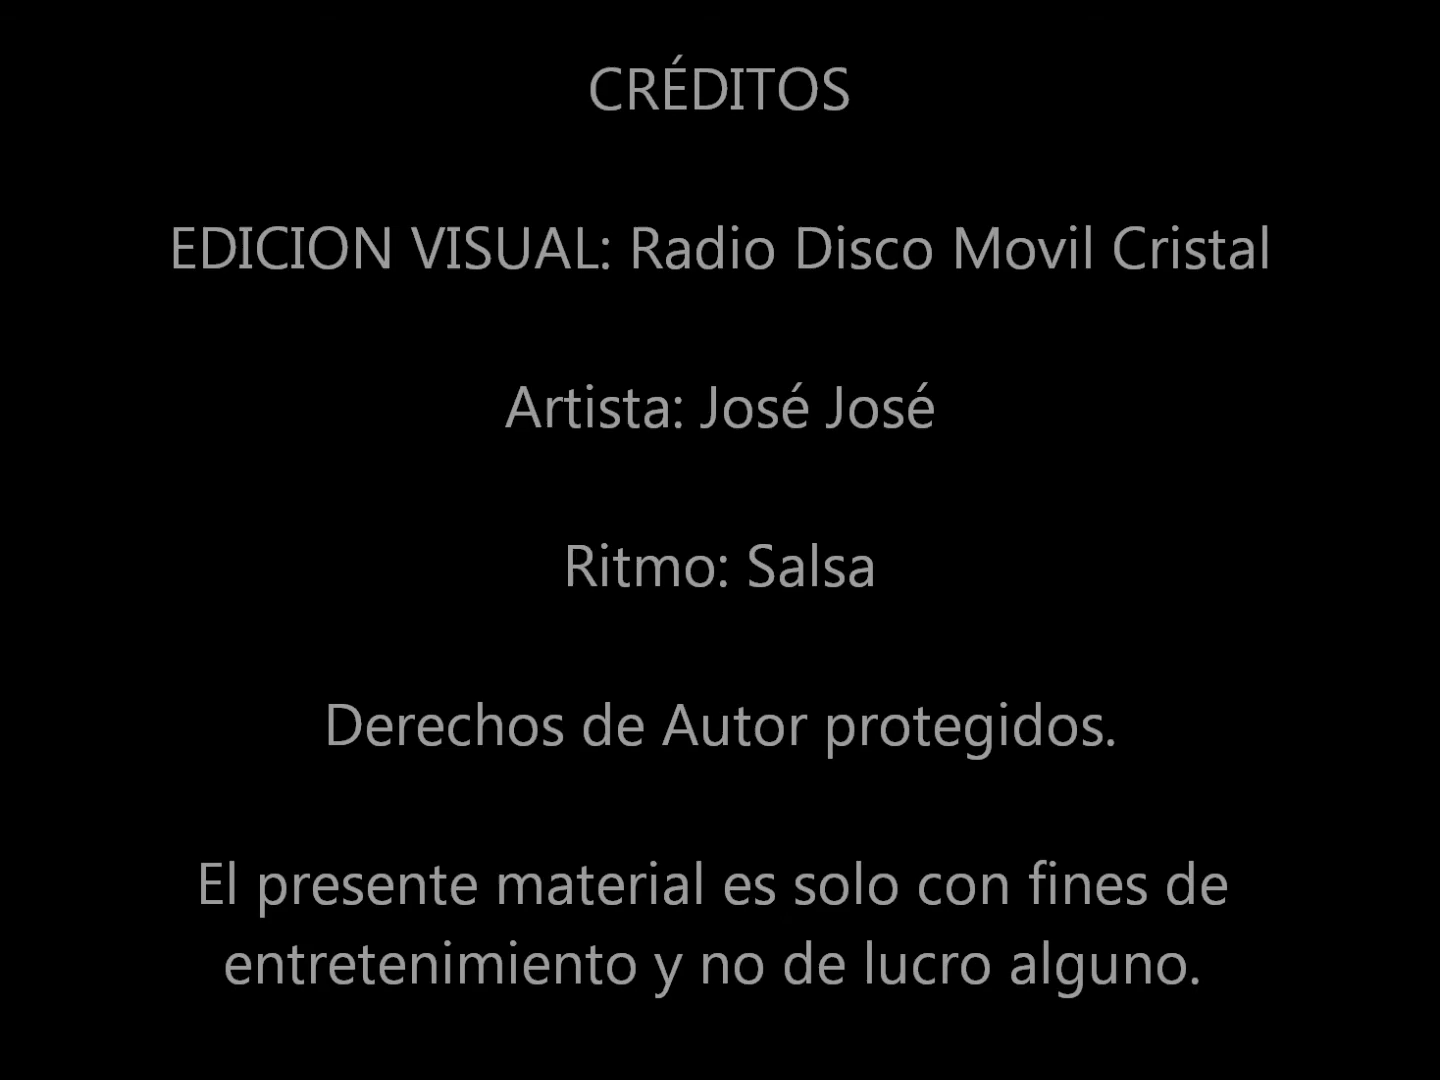 CRÉDITOS
EDICION VISUAL: Radio Disco Movil Cristal
Artista: José José
Ritmo: Salsa
Derechos de Autor protegidos.
El presente material es solo con fines de
entretenimiento y no de lucro alguno.